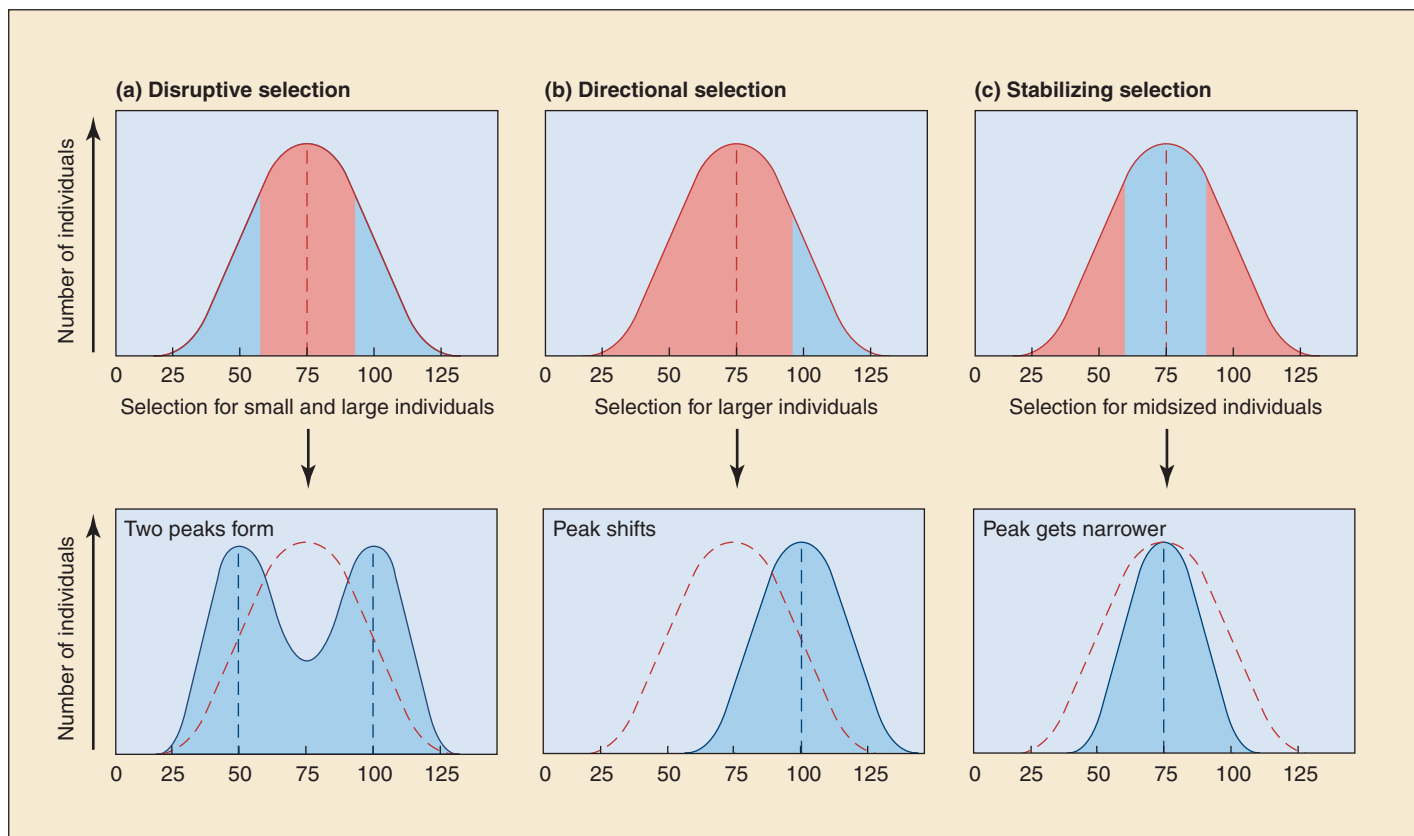 (a) Disruptive selection
Number of individuals
0 25 50 75 100 125
Selection for small and large individuals
Number of individuals
Two peaks form
0 25 50 75 100 125
(b) Directional selection
0 25 50 75 100 125
Selection for larger individuals
Peak shifts
0 25 50 75 100 125
(c) Stabilizing selection
0 25 50 75 100 125
Selection for midsized individuals
Peak gets narrower
0 25 50 75 100 125